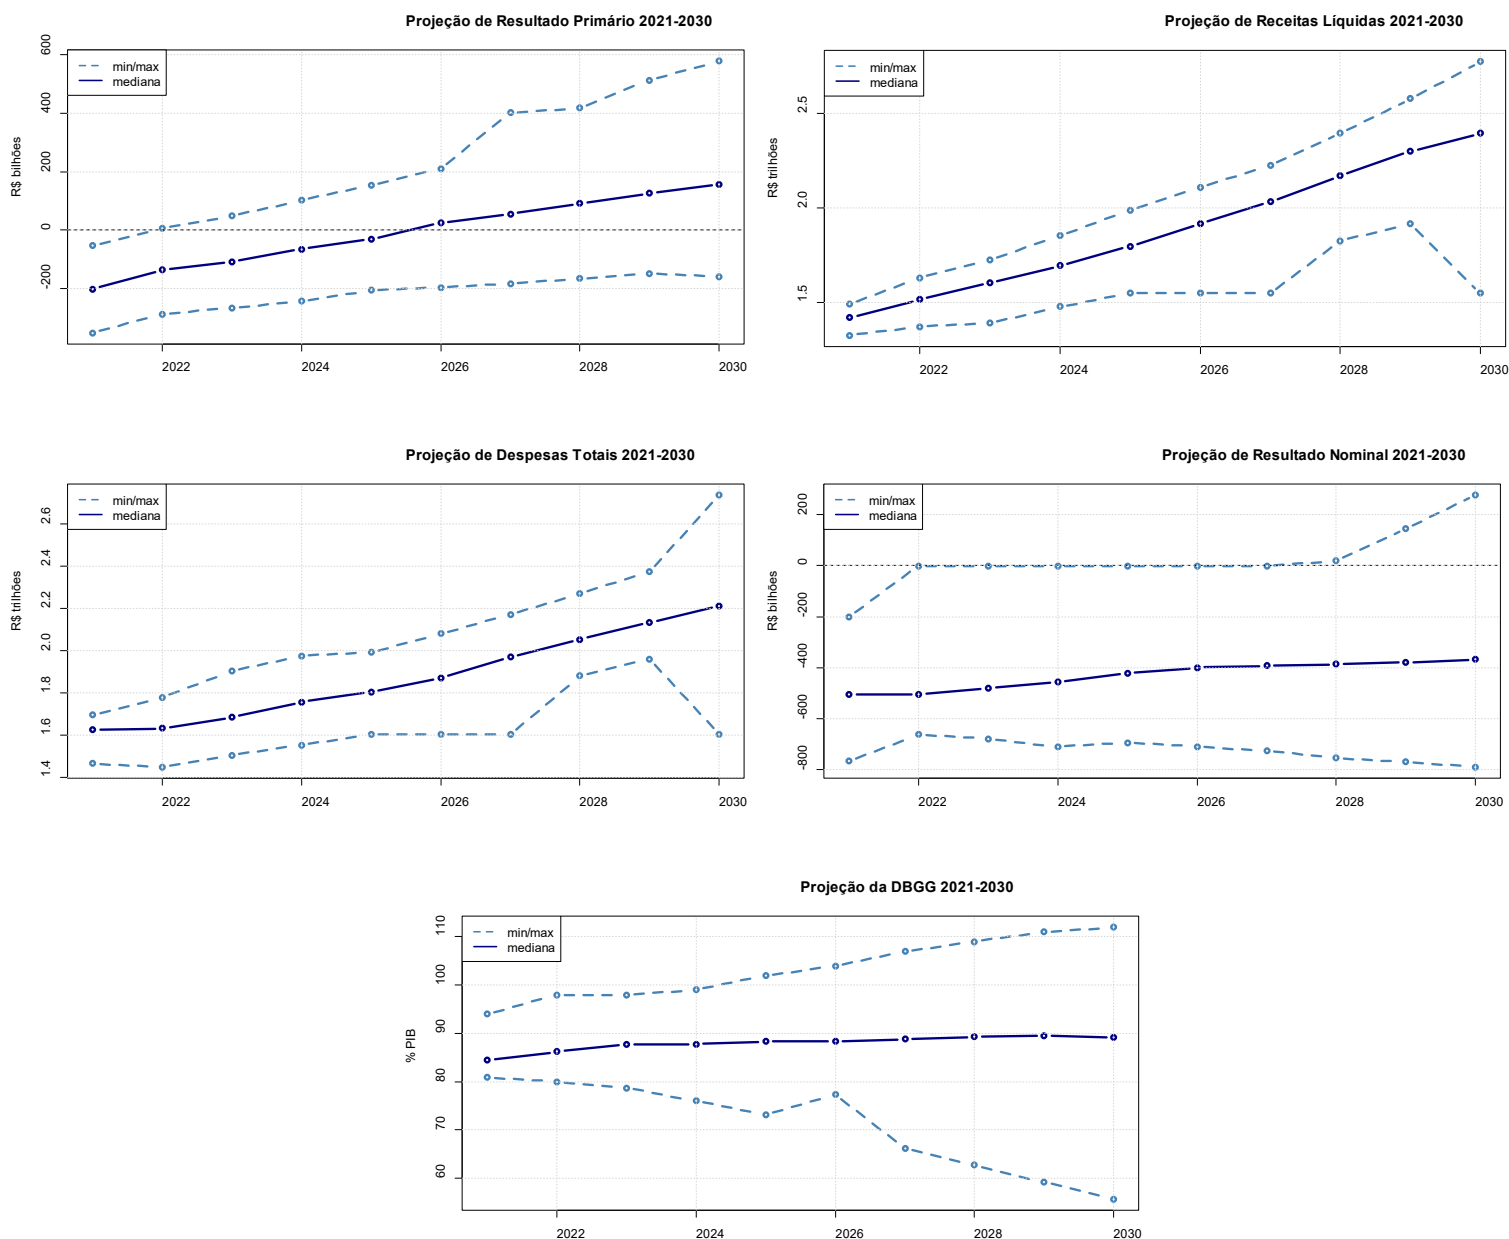 Projeção de Resultado Primário 2021-2030
min/max
mediana
R$ bilhões
600
400
200
0
200
2022 2024 2026 2028 2030
Projeção de Receitas Líquidas 2021-2030
min/max
mediana
R$ trilhões
2.5
2.0
1.5
2022 2024 2026 2028 2030
Projeção de Despesas Totais 2021-2030
min/max
mediana
R$ trilhões
2.6
2.4
2.2
2.0
1.8
1.6
1.4
2022 2024 2026 2028 2030
Projeção de Resultado Nominal 2021-2030
min/max
mediana
R$ bilhões
200
0
-200
-400
-600
-800
2022 2024 2026 2028 2030
Projeção da DBGG 2021-2030
min/max
mediana
% PIB
110
100
90
80
70
60
2022 2024 2026 2028 2030